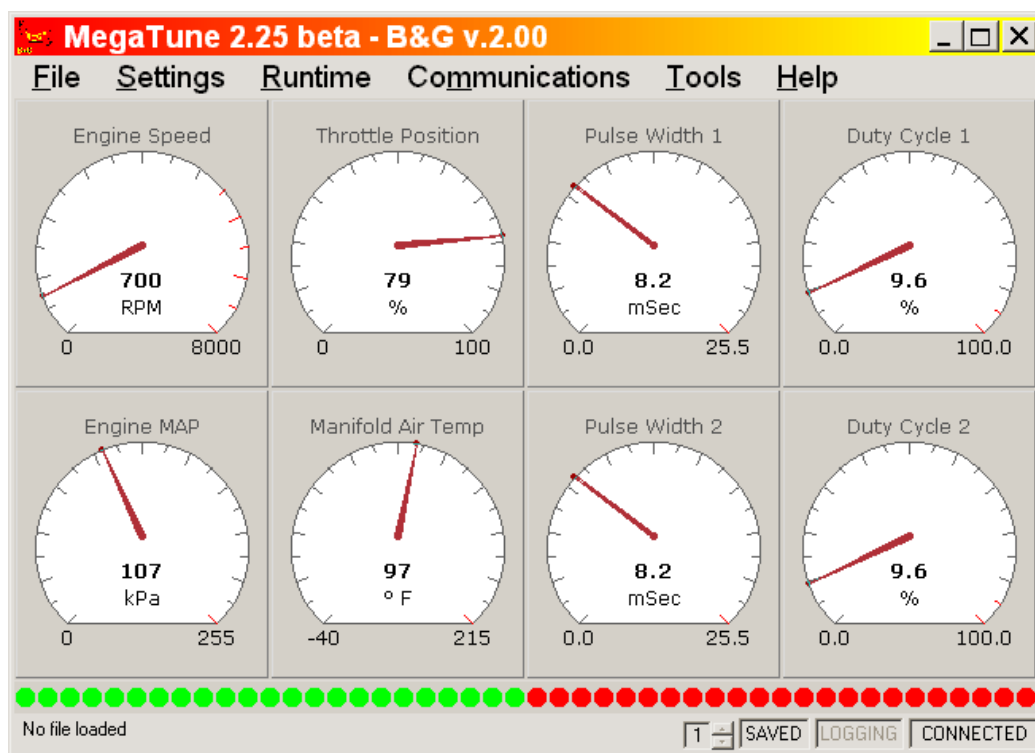 MegaTune 2.25 beta - B&G v.2.00
File Settings Runtime Communications Tools Help
Engine Speed Throttle Position Pulse Width 1 Duty Cycle 1
700 79 8.2 9.6
RPM % mSec %
0 8000 0 100 0.0 25.5 0.0 100.0
Engine MAP Manifold Air Temp Pulse Width 2 Duty Cycle 2
107 97 8.2 9.6
kPa º F mSec %
0 255 -40 215 0.0 25.5 0.0 100.0
No file loaded 1 SAVED LOGGING CONNECTED